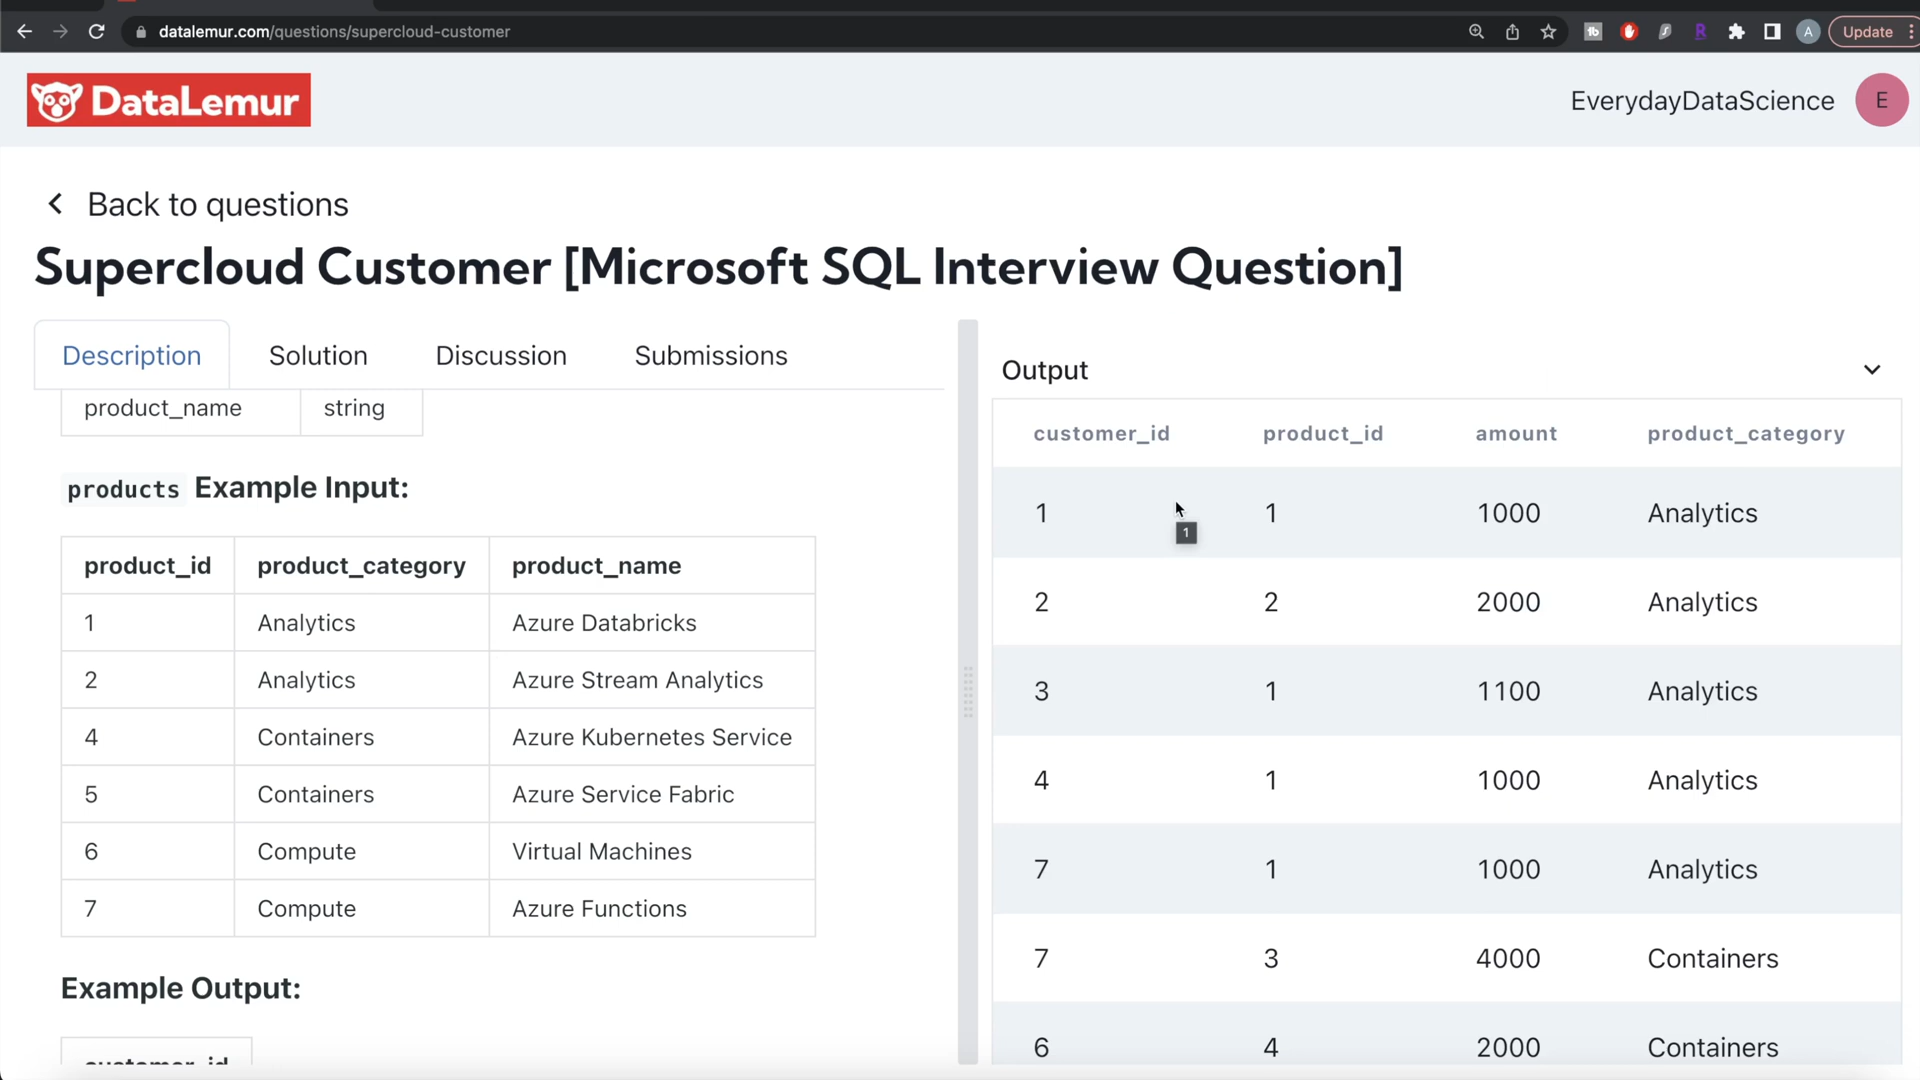 datalemur.com/questions/supercloud-customer
Update
DataLemur
EverydayDataScience
E
Back to questions
Supercloud Customer [Microsoft SQL Interview Question]
Description Solution Discussion Submissions
product_name string
products Example Input:
product_id product_category product_name
1 Analytics Azure Databricks
2 Analytics Azure Stream Analytics
4 Containers Azure Kubernetes Service
5 Containers Azure Service Fabric
6 Compute Virtual Machines
7 Compute Azure Functions
Example Output:
customer_id
Output
customer_id product_id amount product_category
1 1 1000 Analytics
1
2 2 2000 Analytics
3 1 1100 Analytics
4 1 1000 Analytics
7 1 1000 Analytics
7 3 4000 Containers
6 4 2000 Containers